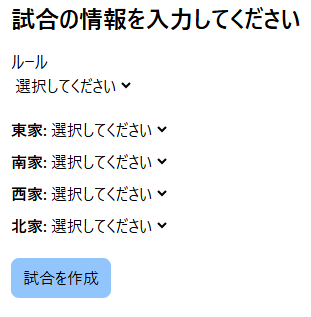 試合の情報を入力してください
ルール
選択してください
東家: 選択してください
南家: 選択してください
西家: 選択してください
北家: 選択してください
試合を作成